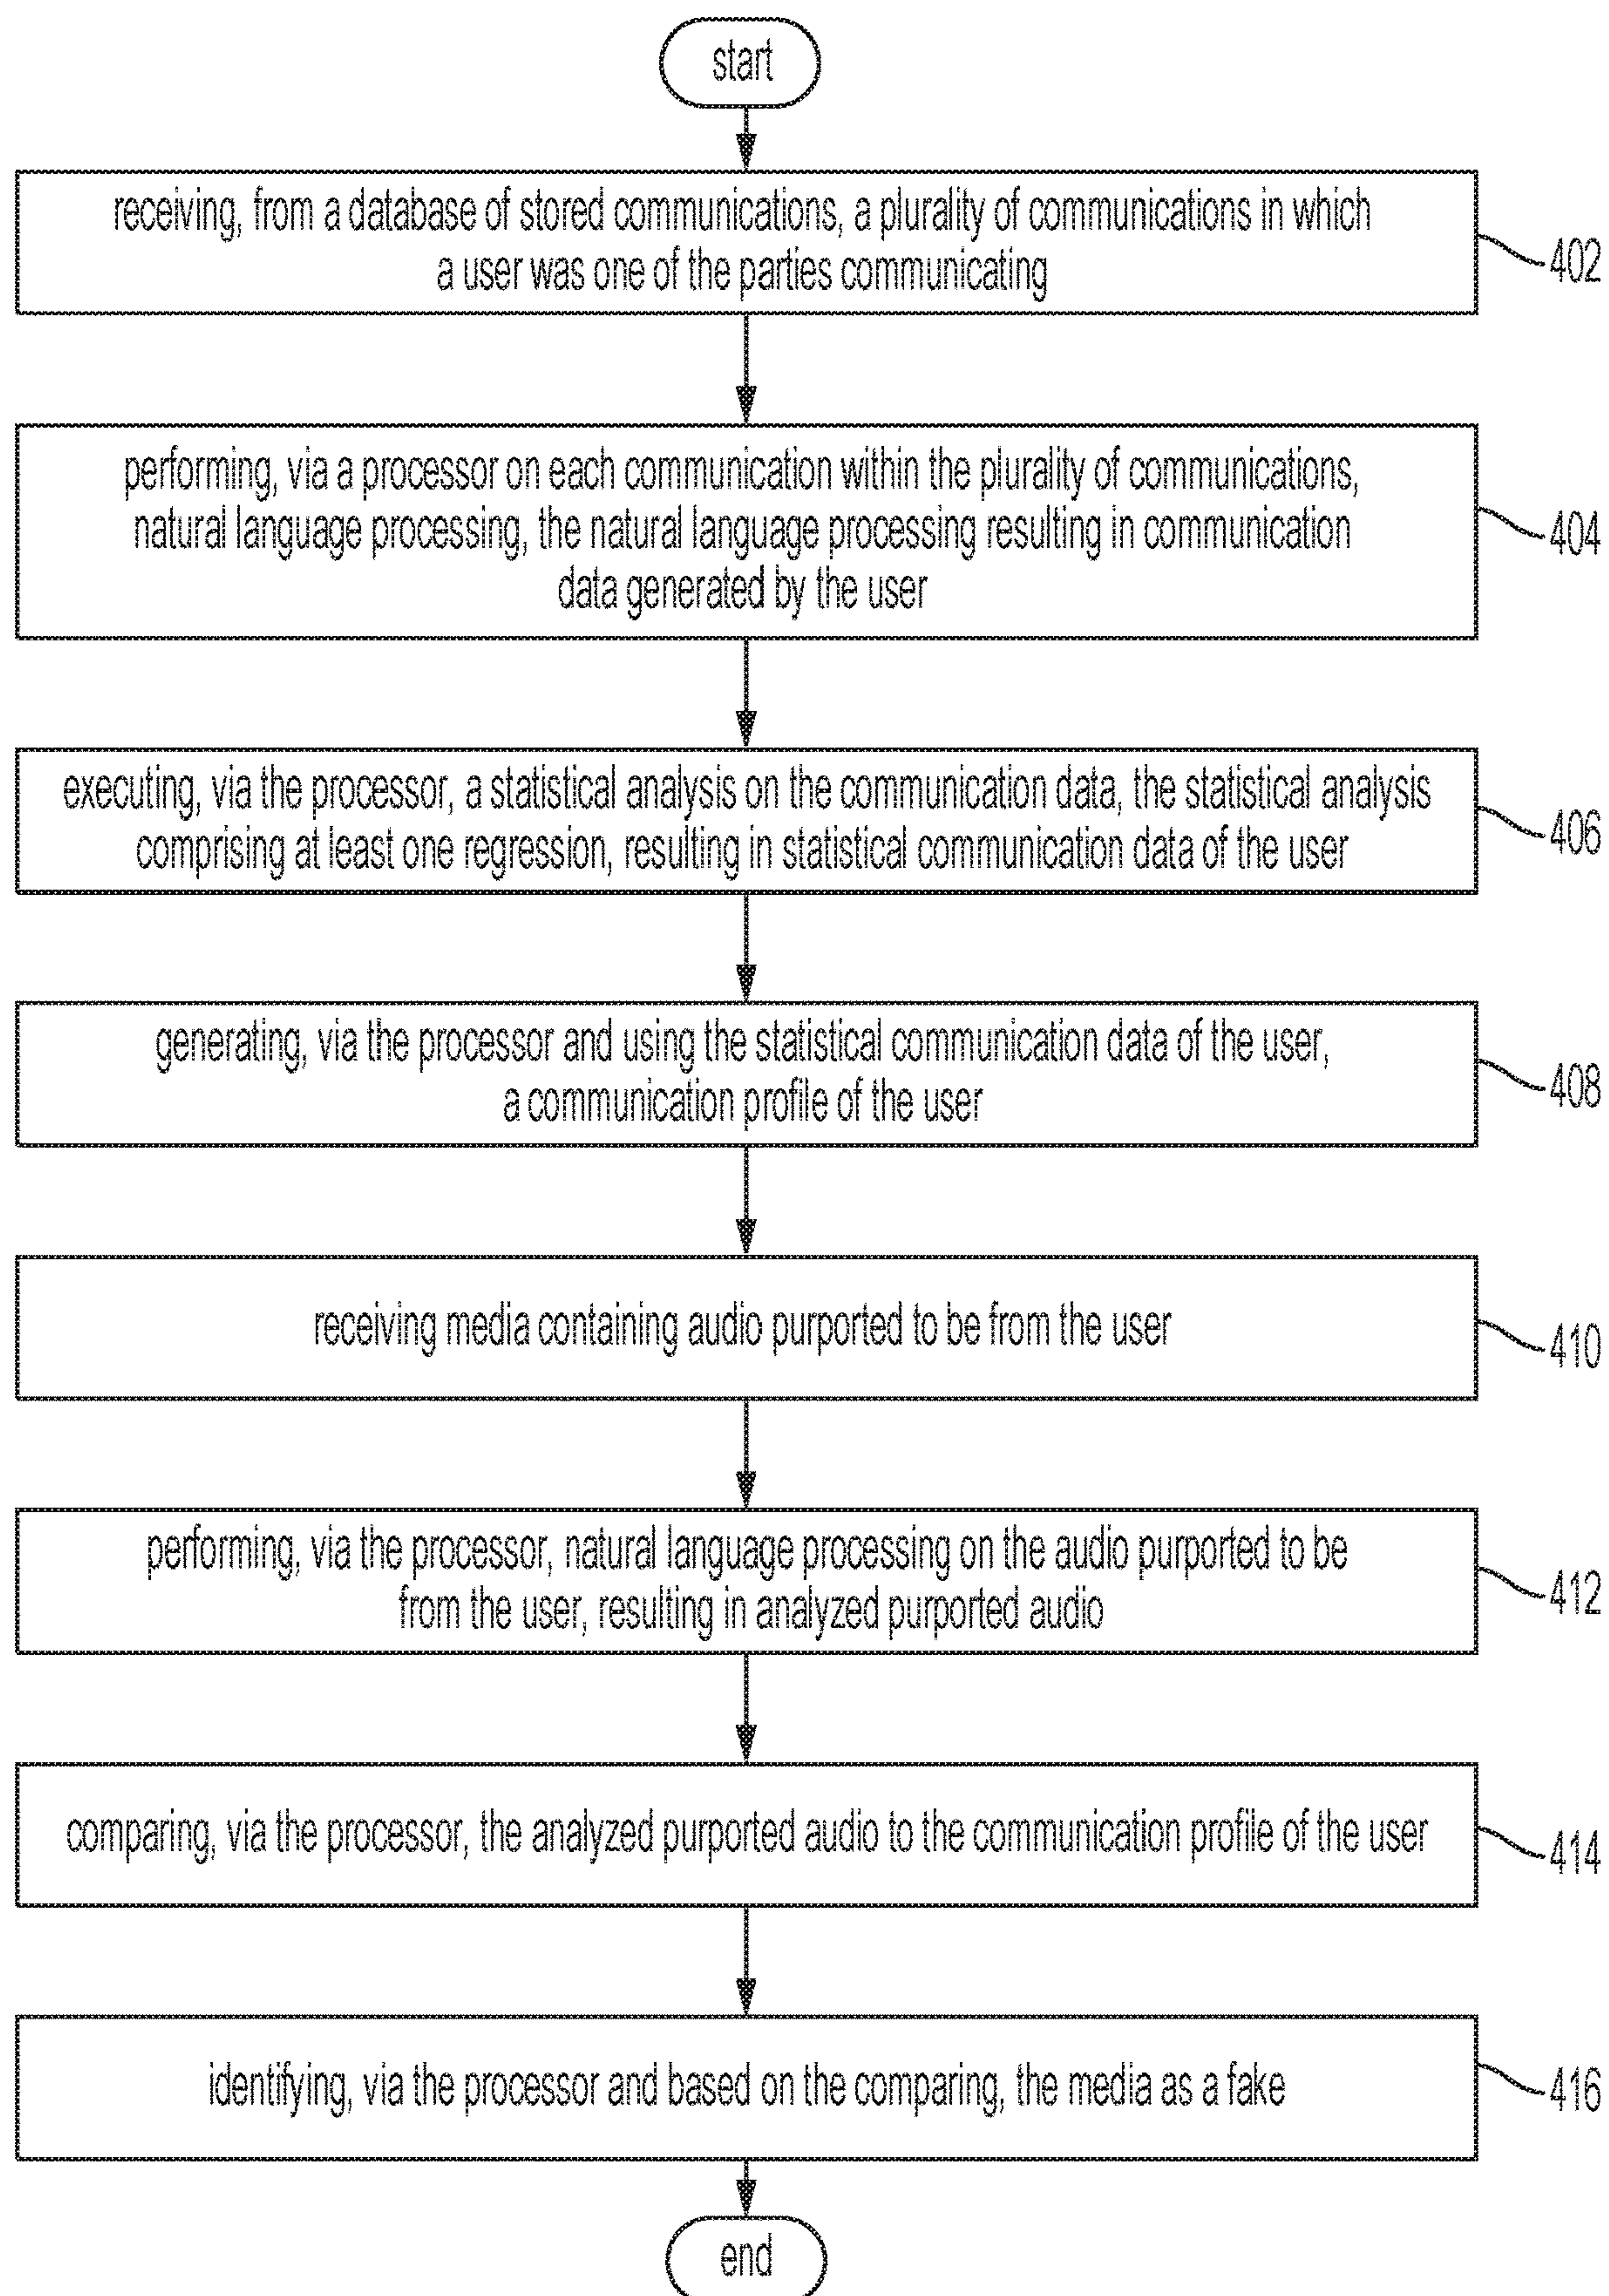 start
receiving, from a database of stored communications, a plurality of communications in which
a user was one of the parties communicating
402
performing, via a processor on each communication within the plurality of communications,
natural language processing, the natural language processing resulting in communication
data generated by the user
404
executing, via the processor, a statistical analysis on the communication data, the statistical analysis
comprising at least one regression, resulting in statistical communication data of the user
406
generating, via the processor and using the statistical communication data of the user,
a communication profile of the user
408
receiving media containing audio purported to be from the user
410
performing, via the processor, natural language processing on the audio purported to be
from the user, resulting in analyzed purported audio
412
comparing, via the processor, the analyzed purported audio to the communication profile of the user
414
identifying, via the processor and based on the comparing, the media as a fake
416
end